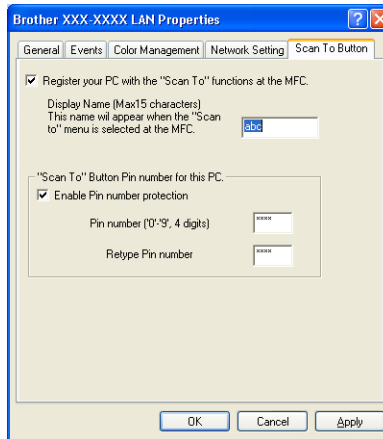 Brother XXX-XXXX LAN Properties
General Events Color Management Network Setting Scan To Button
Register your PC with the "Scan To" functions at the MFC.
Display Name (Max15 characters)
This name will appear when the "Scan
to" menu is selected at the MFC.
abc
"Scan To" Button Pin number for this PC.
Enable Pin number protection
Pin number ('0'-'9', 4 digits) ****
Retype Pin number ****
OK Cancel Apply